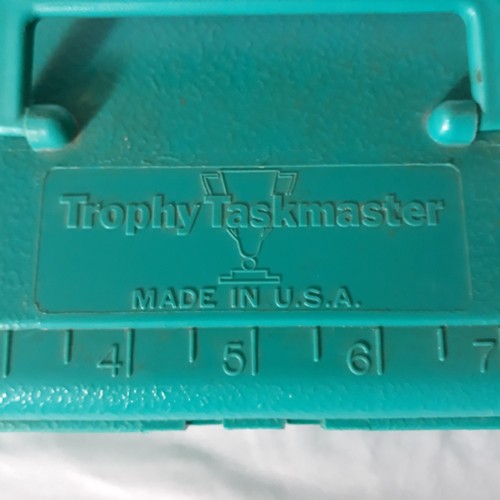 Trophy Taskmaster
MADE IN U.S.A.
4 5 6 7